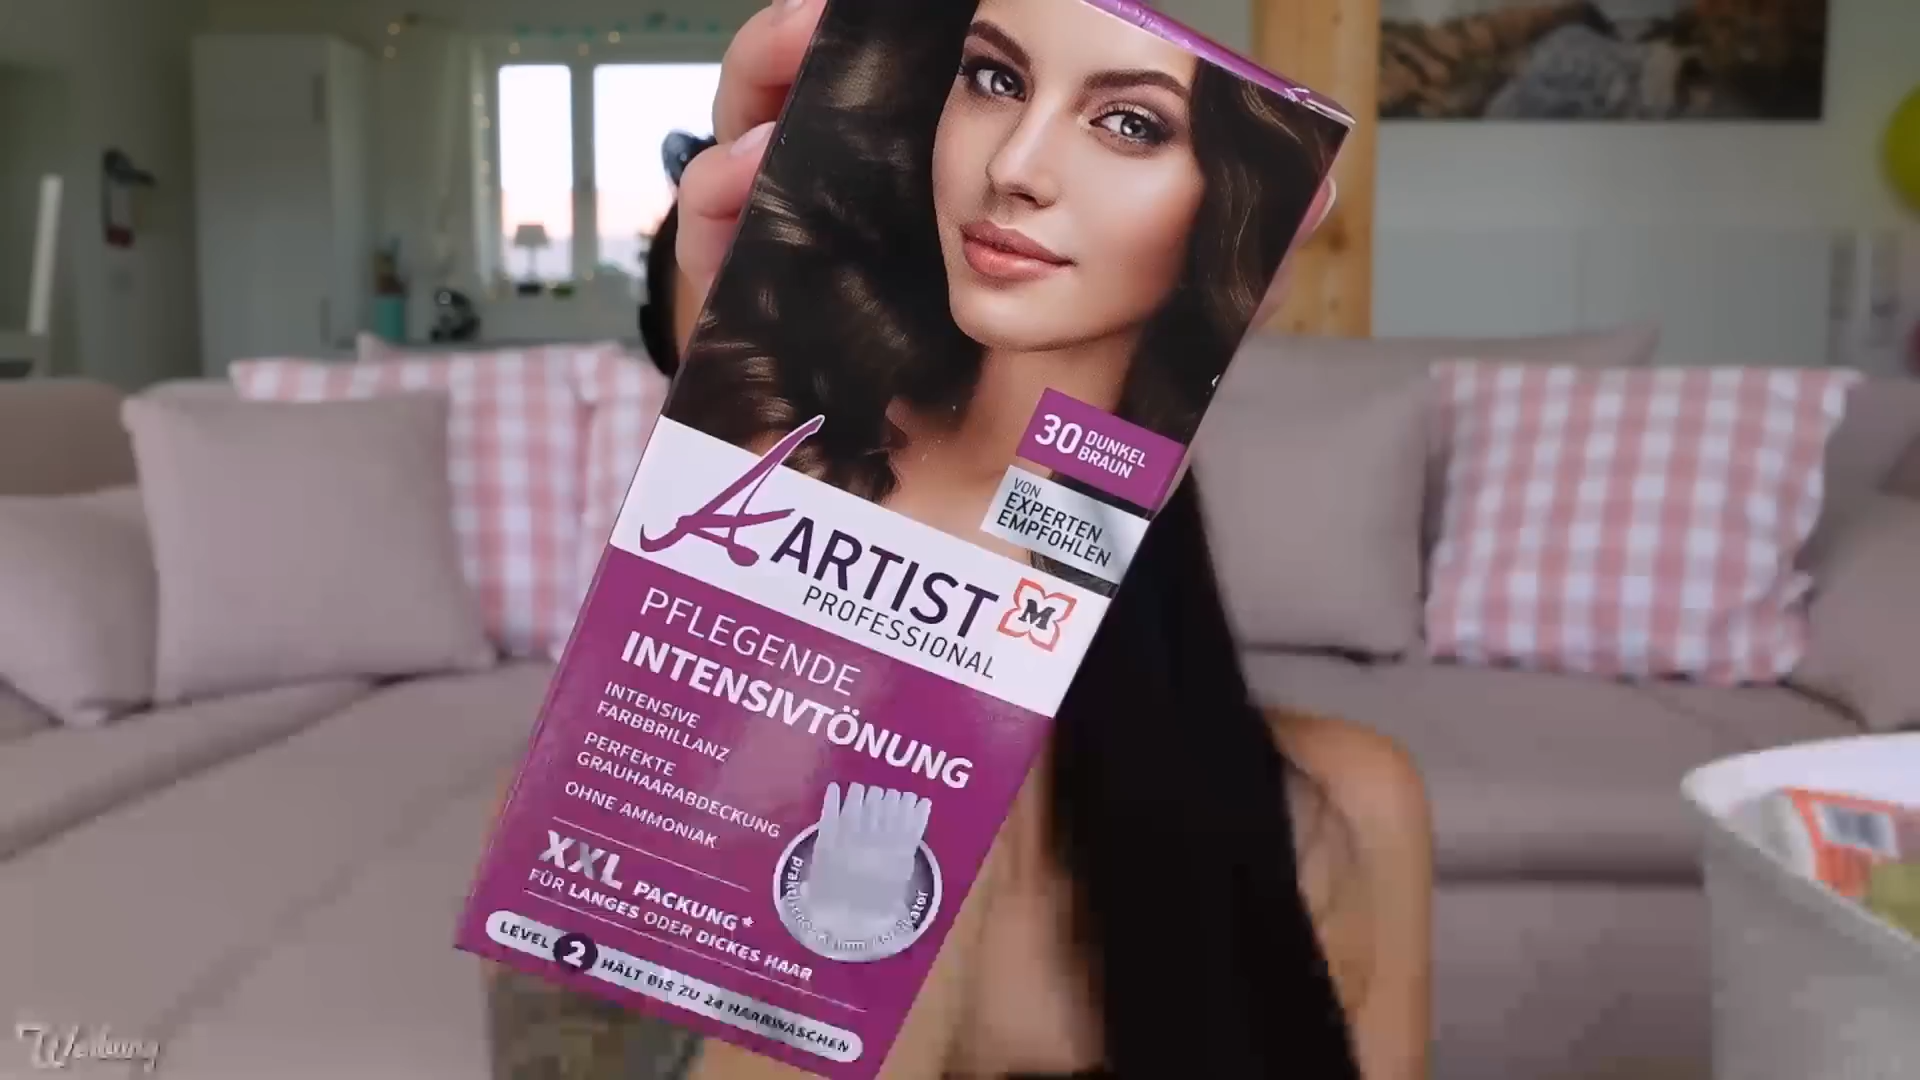 30 DUNKEL
BRAUN
VON
EXPERTEN
EMPFOHLEN
ARTIST
PROFESSIONAL
M
PFLEGENDE
INTENSIVTÖNUNG
INTENSIVE
FARBBRILLANZ
PERFEKTE
GRAUHAARABDECKUNG
OHNE AMMONIAK
XXL PACKUNG*
FÜR LANGES ODER DICKES HAAR
LEVEL 2 HÄLT BIS ZU 24 HAARWÄSCHEN
Werbung